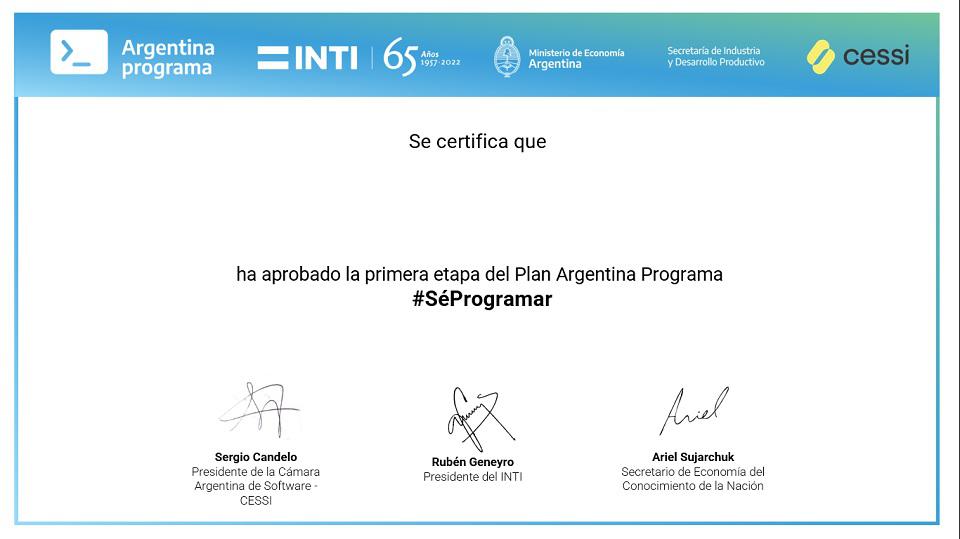 Argentina
programa
INTI
65 Años
1957-2022
Ministerio de Economía
Argentina
Secretaría de Industria
y Desarrollo Productivo
cessi
Se certifica que
ha aprobado la primera etapa del Plan Argentina Programa
#SéProgramar
Ariel
Sergio Candelo
Presidente de la Cámara
Argentina de Software -
CESSI
Rubén Geneyro
Presidente del INTI
Ariel Sujarchuk
Secretario de Economía del
Conocimiento de la Nación